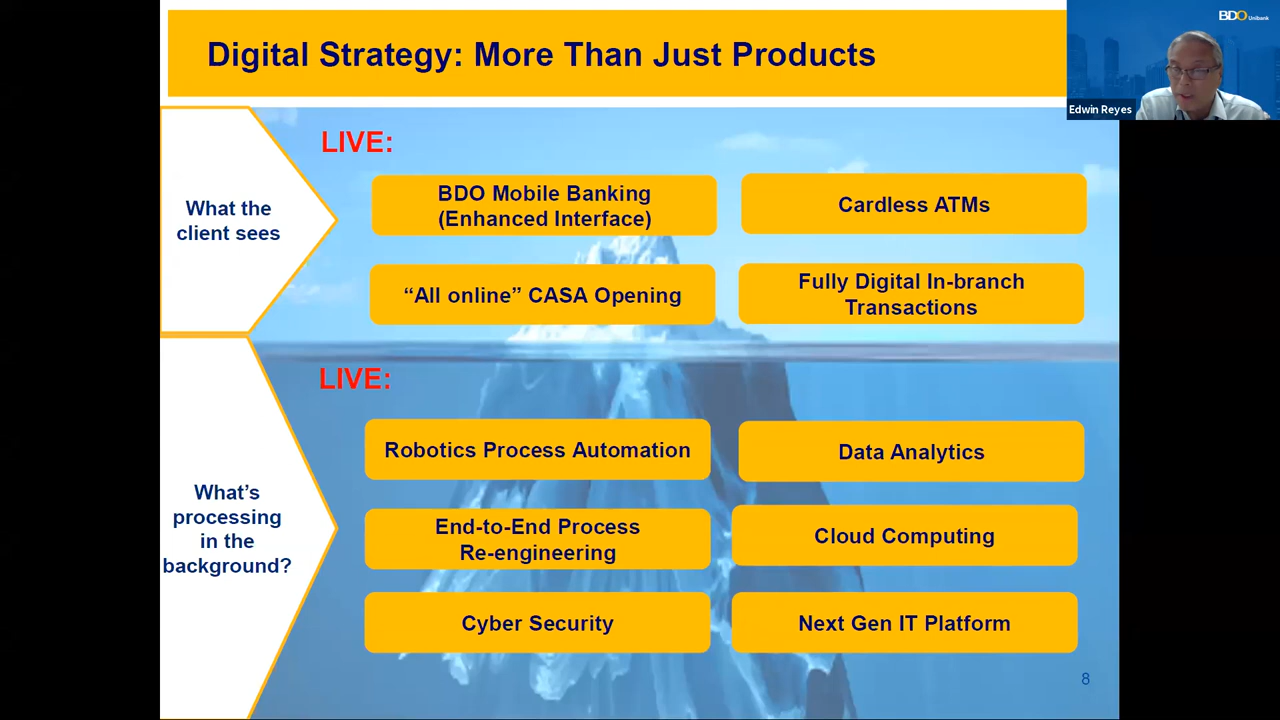 Digital Strategy: More Than Just Products
BDO Unibank
Edwin Reyes
What the
client sees
LIVE:
BDO Mobile Banking
(Enhanced Interface)
Cardless ATMs
“All online” CASA Opening
Fully Digital In-branch
Transactions
What’s
processing
in the
background?
LIVE:
Robotics Process Automation
Data Analytics
End-to-End Process
Re-engineering
Cloud Computing
Cyber Security
Next Gen IT Platform
8